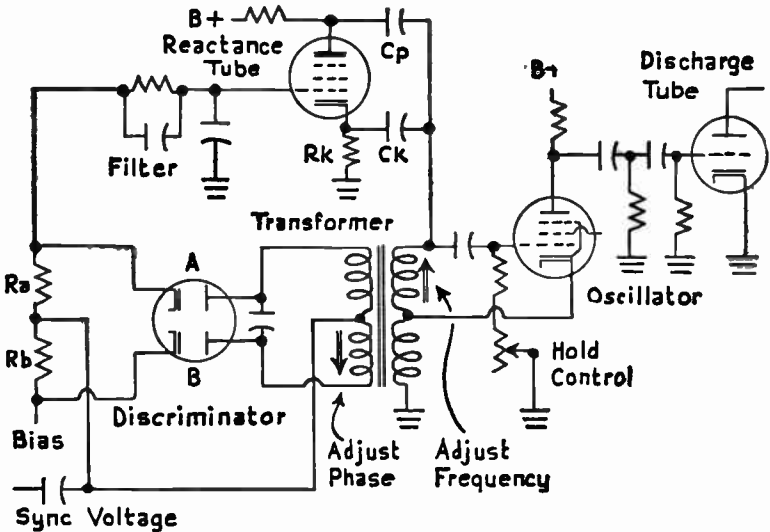 B+
Reactance
Tube
Cp
Discharge
Tube
B+
Filter
Rk
Ck
Transformer
A
Ra
Oscillator
Rb
B
Hold
Control
Discriminator
Bias
Adjust
Phase
Adjust
Frequency
Sync Voltage